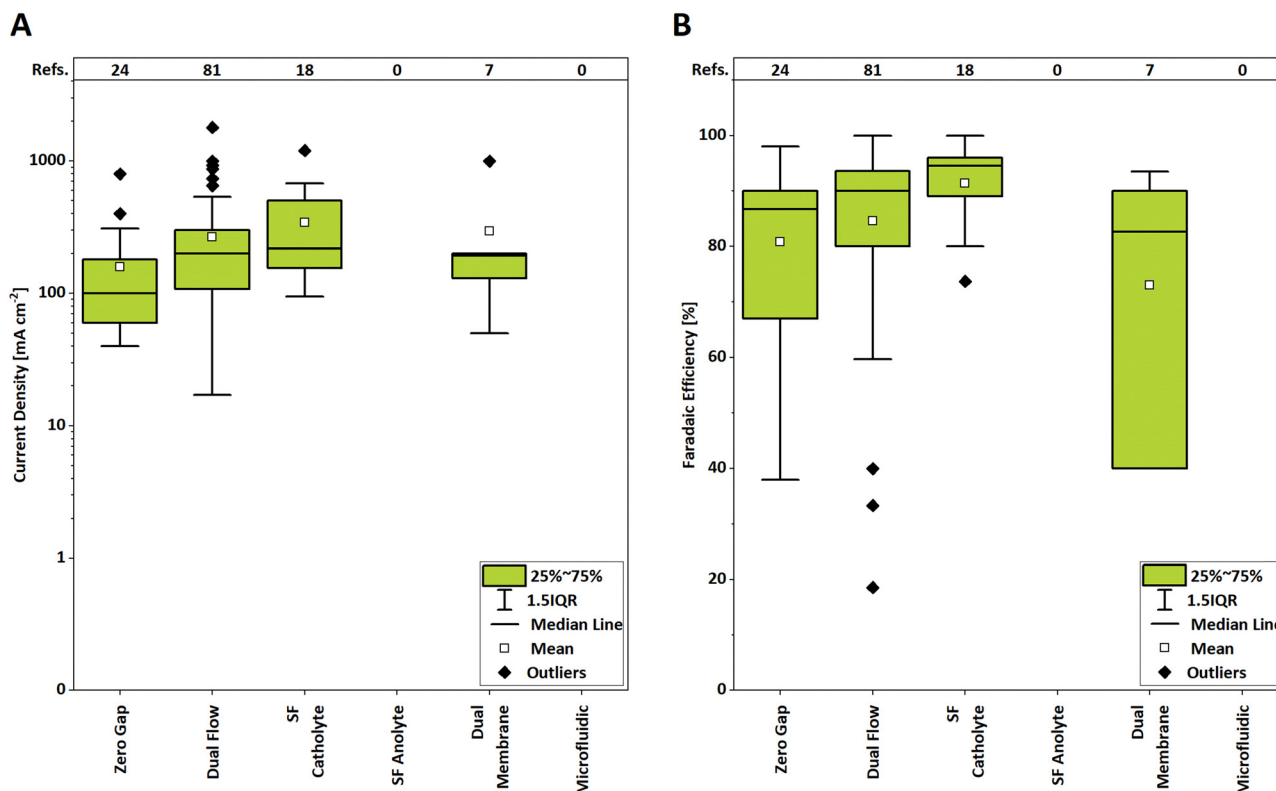 A
Refs. 24 81 18 0 7 0
1000
100
10
1
0
Current Density [mA cm-2]
25%~75%
1.5IQR
Median Line
Mean
Outliers
Zero Gap
Dual Flow
SF
Catholyte
SF Anolyte
Dual
Membrane
Microfluidic
B
Refs. 24 81 18 0 7 0
100
80
60
40
20
0
Faradaic Efficiency [%]
25%~75%
1.5IQR
Median Line
Mean
Outliers
Zero Gap
Dual Flow
SF
Catholyte
SF Anolyte
Dual
Membrane
Microfluidic